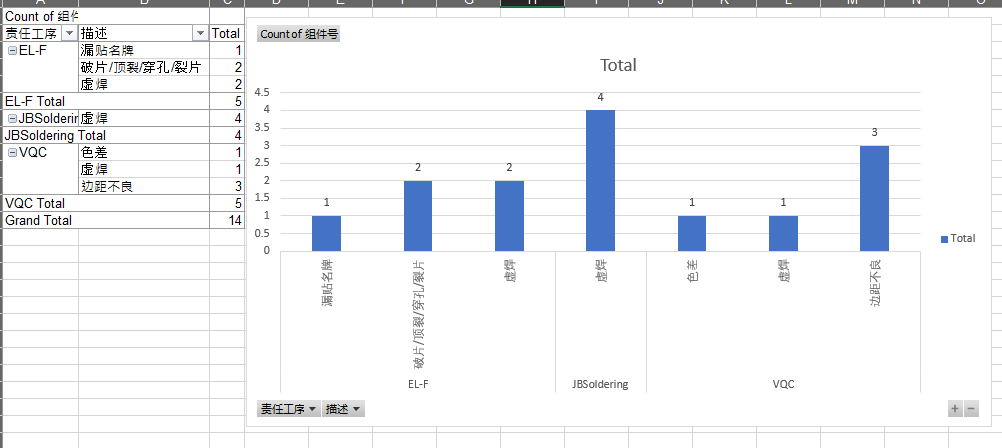 A B C D E F G H I J K L M N O
Count of 组件
责任工序 描述 Total
EL-F 漏贴名牌 1
破片/顶裂/穿孔/裂片 2
虚焊 2
EL-F Total 5
JBSolderin 虚焊 4
JBSoldering Total 4
VQC 色差 1
虚焊 1
边距不良 3
VQC Total 5
Grand Total 14
Count of 组件号
Total
4.5
4
3.5
3
2.5
2
1.5
1
0.5
0
1 2 2 4 1 1 3
漏贴名牌 破片/顶裂/穿孔/裂片 虚焊 虚焊 色差 虚焊 边距不良
EL-F JBSoldering VQC
Total
责任工序 描述
+ −